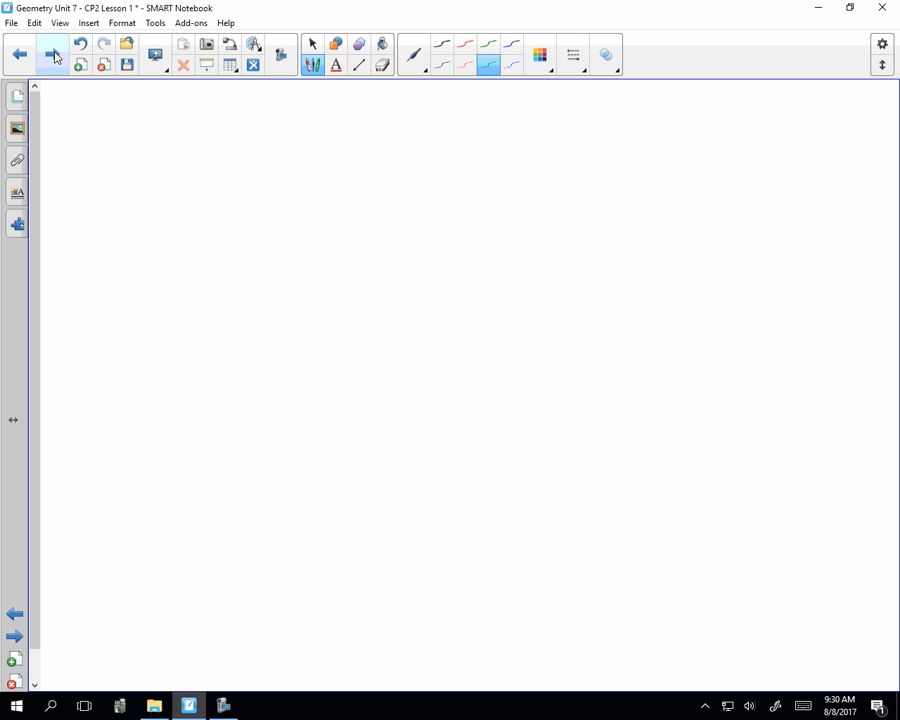 Geometry Unit 7 - CP2 Lesson 1 * - SMART Notebook
File Edit View Insert Format Tools Add-ons Help
9:30 AM
8/8/2017